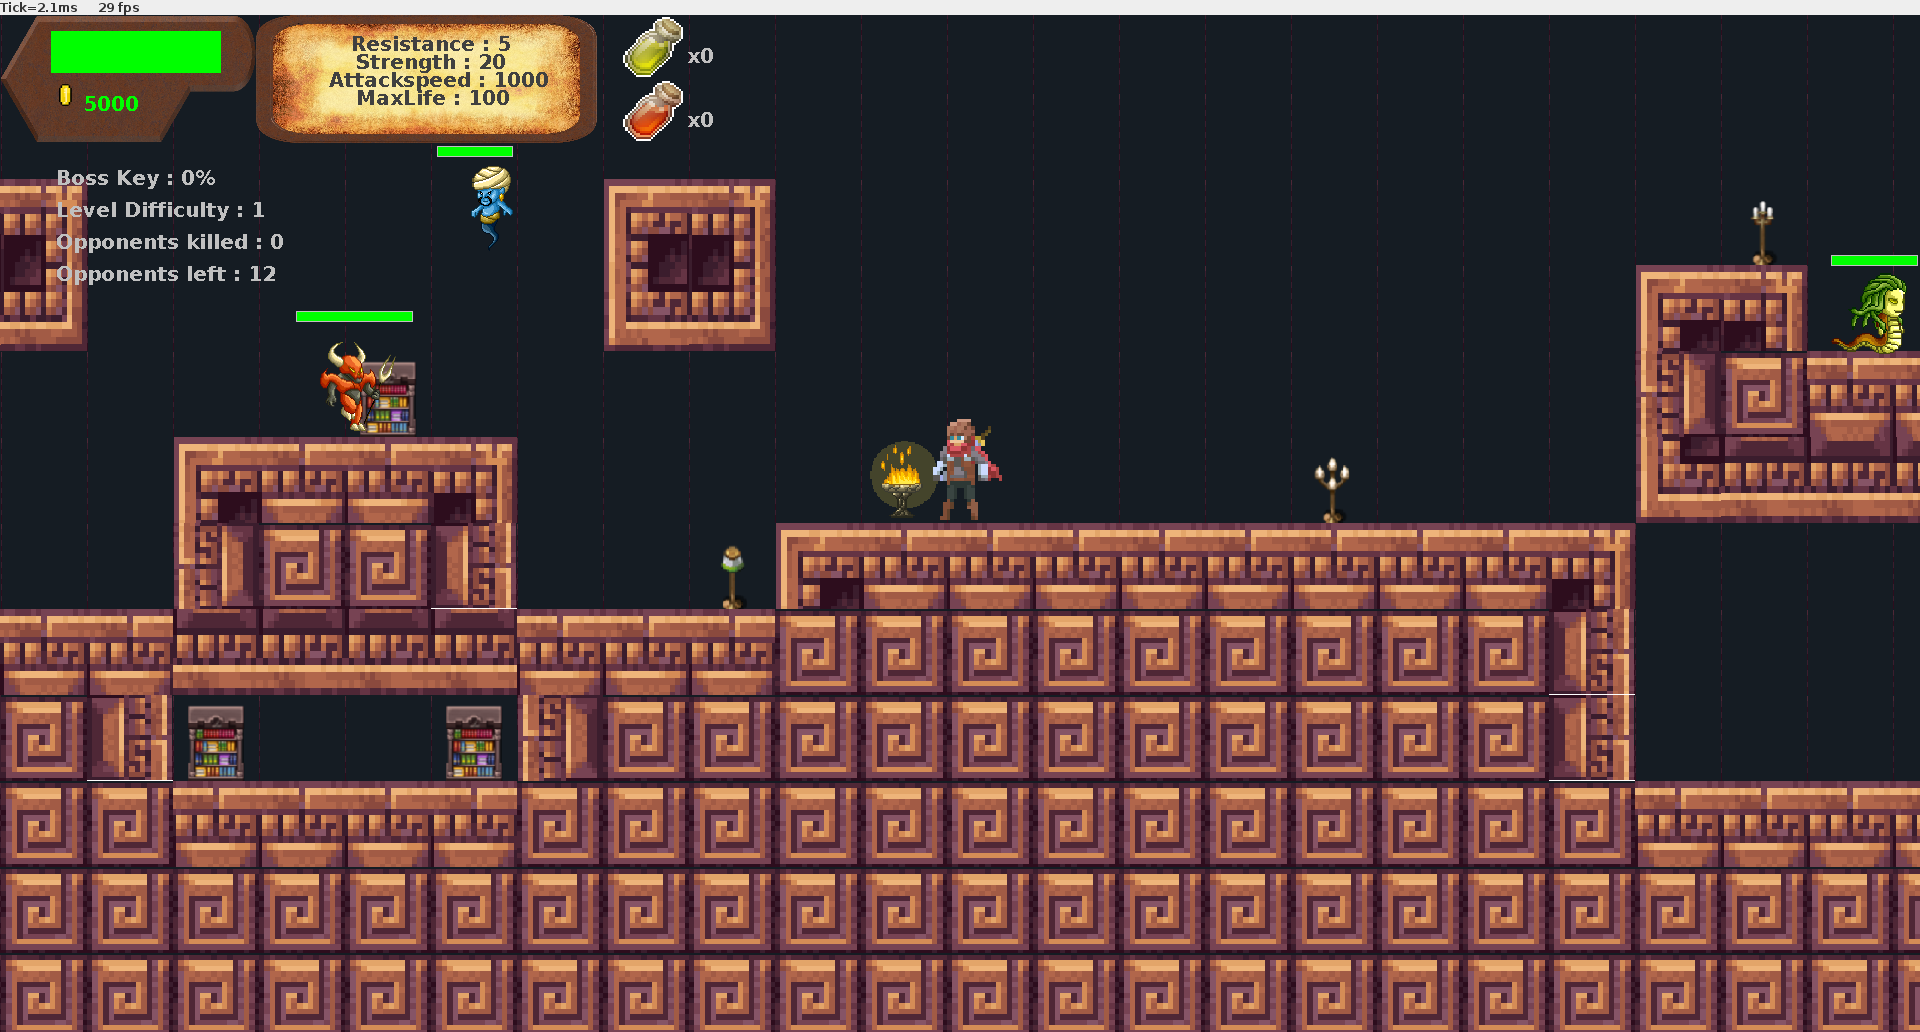 Tick=2.1ms 29 fps
Resistance : 5
Strength : 20
Attackspeed : 1000
MaxLife : 100
x0
5000
x0
Boss Key : 0%
Level Difficulty : 1
Opponents killed : 0
Opponents left : 12